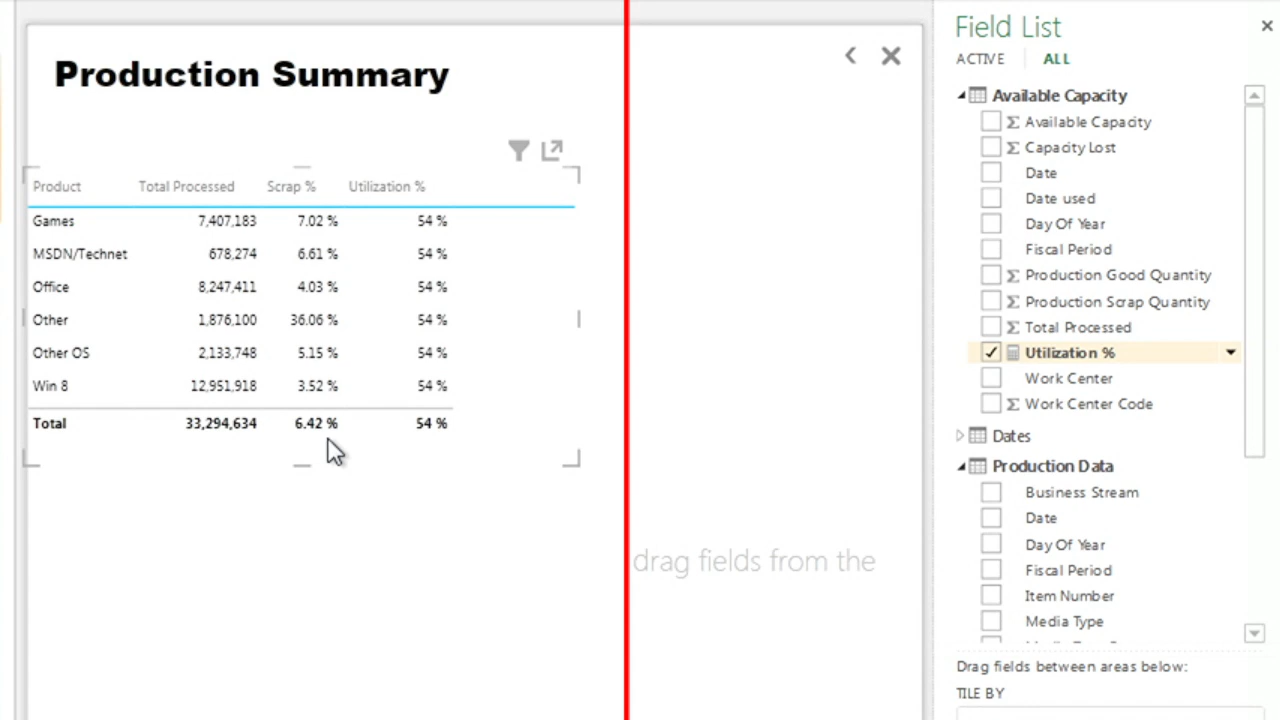 Production Summary
Product Total Processed Scrap % Utilization %
Games 7,407,183 7.02 % 54 %
MSDN/Technet 678,274 6.61 % 54 %
Office 8,247,411 4.03 % 54 %
Other 1,876,100 36.06 % 54 %
Other OS 2,133,748 5.15 % 54 %
Win 8 12,951,918 3.52 % 54 %
Total 33,294,634 6.42 % 54 %
drag fields from the
Field List
ACTIVE ALL
Available Capacity
Σ Available Capacity
Σ Capacity Lost
Date
Date used
Day Of Year
Fiscal Period
Σ Production Good Quantity
Σ Production Scrap Quantity
Σ Total Processed
Utilization %
Work Center
Σ Work Center Code
Dates
Production Data
Business Stream
Date
Day Of Year
Fiscal Period
Item Number
Media Type
Drag fields between areas below:
TILE BY